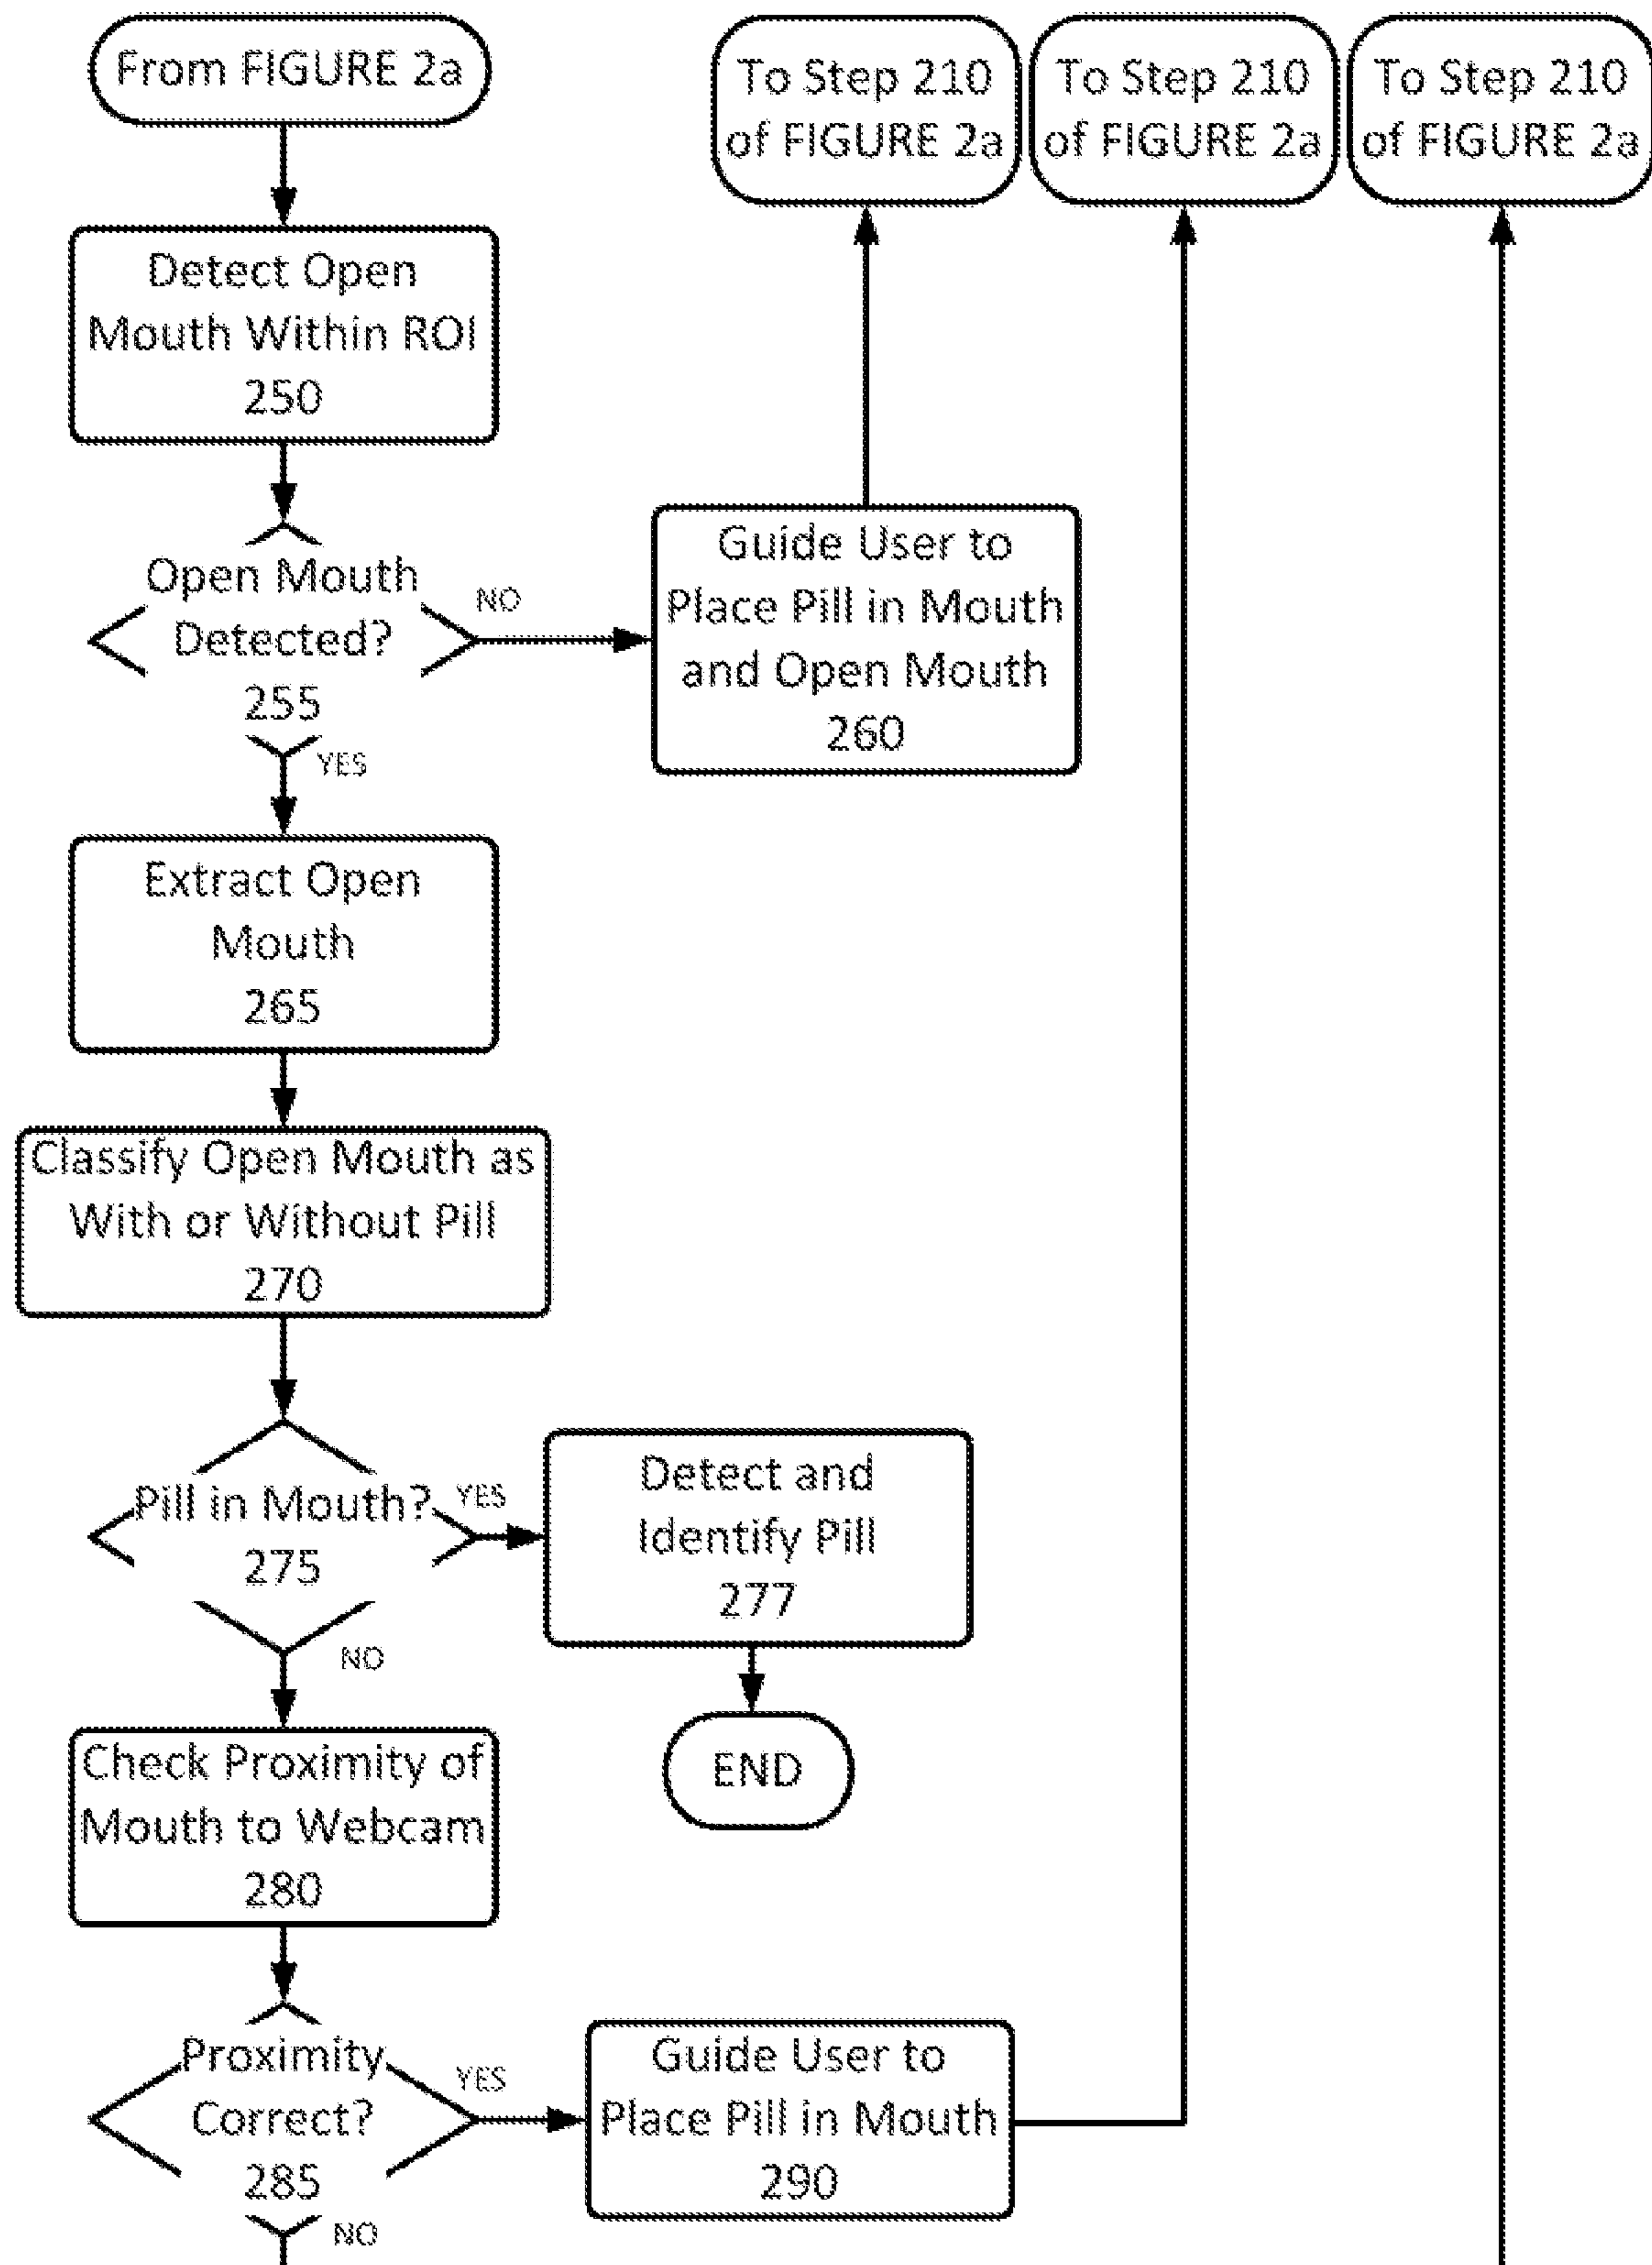 From FIGURE 2a
To Step 210
of FIGURE 2a
To Step 210
of FIGURE 2a
To Step 210
of FIGURE 2a
Detect Open
Mouth Within ROI
250
Open Mouth
Detected?
255
NO
YES
Guide User to
Place Pill in Mouth
and Open Mouth
260
Extract Open
Mouth
265
Classify Open Mouth as
With or Without Pill
270
Pill in Mouth?
275
YES
NO
Detect and
Identify Pill
277
END
Check Proximity of
Mouth to Webcam
280
Proximity
Correct?
285
YES
NO
Guide User to
Place Pill in Mouth
290